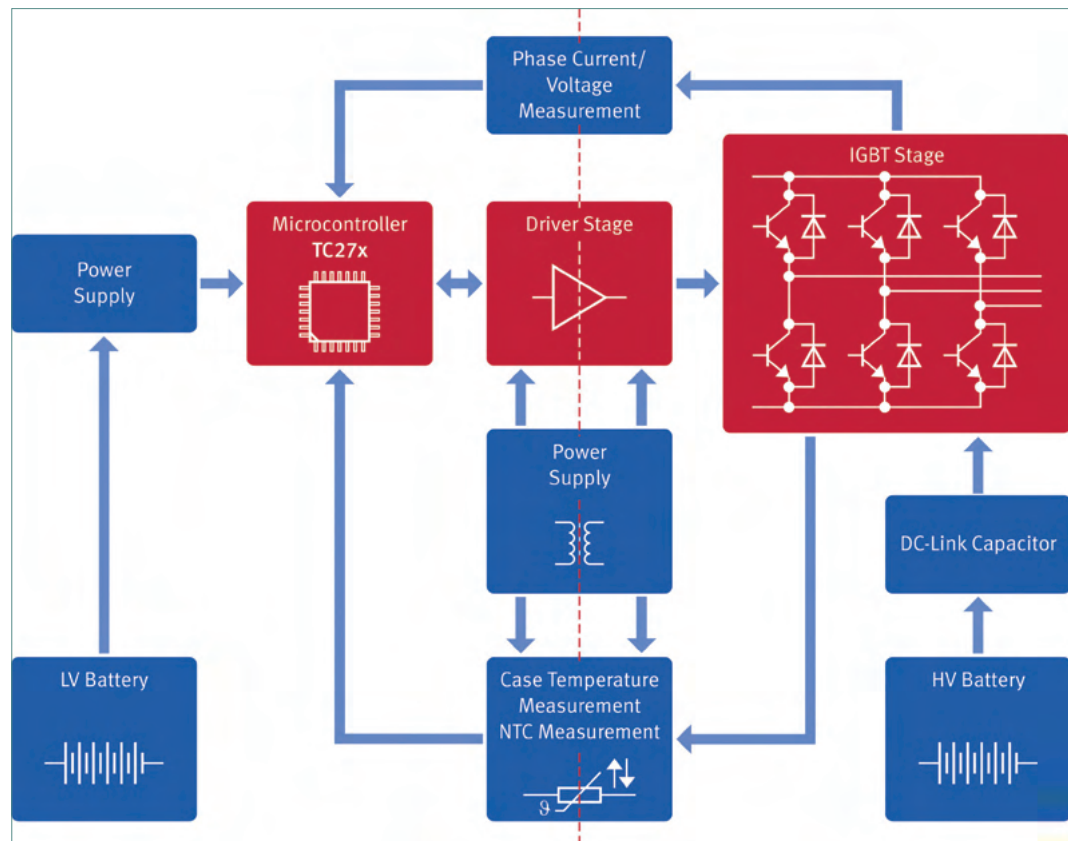 Phase Current/
Voltage
Measurement
IGBT Stage
Microcontroller
TC27x
Driver Stage
Power
Supply
Power
Supply
DC-Link Capacitor
LV Battery
Case Temperature
Measurement
NTC Measurement
HV Battery
ϑ